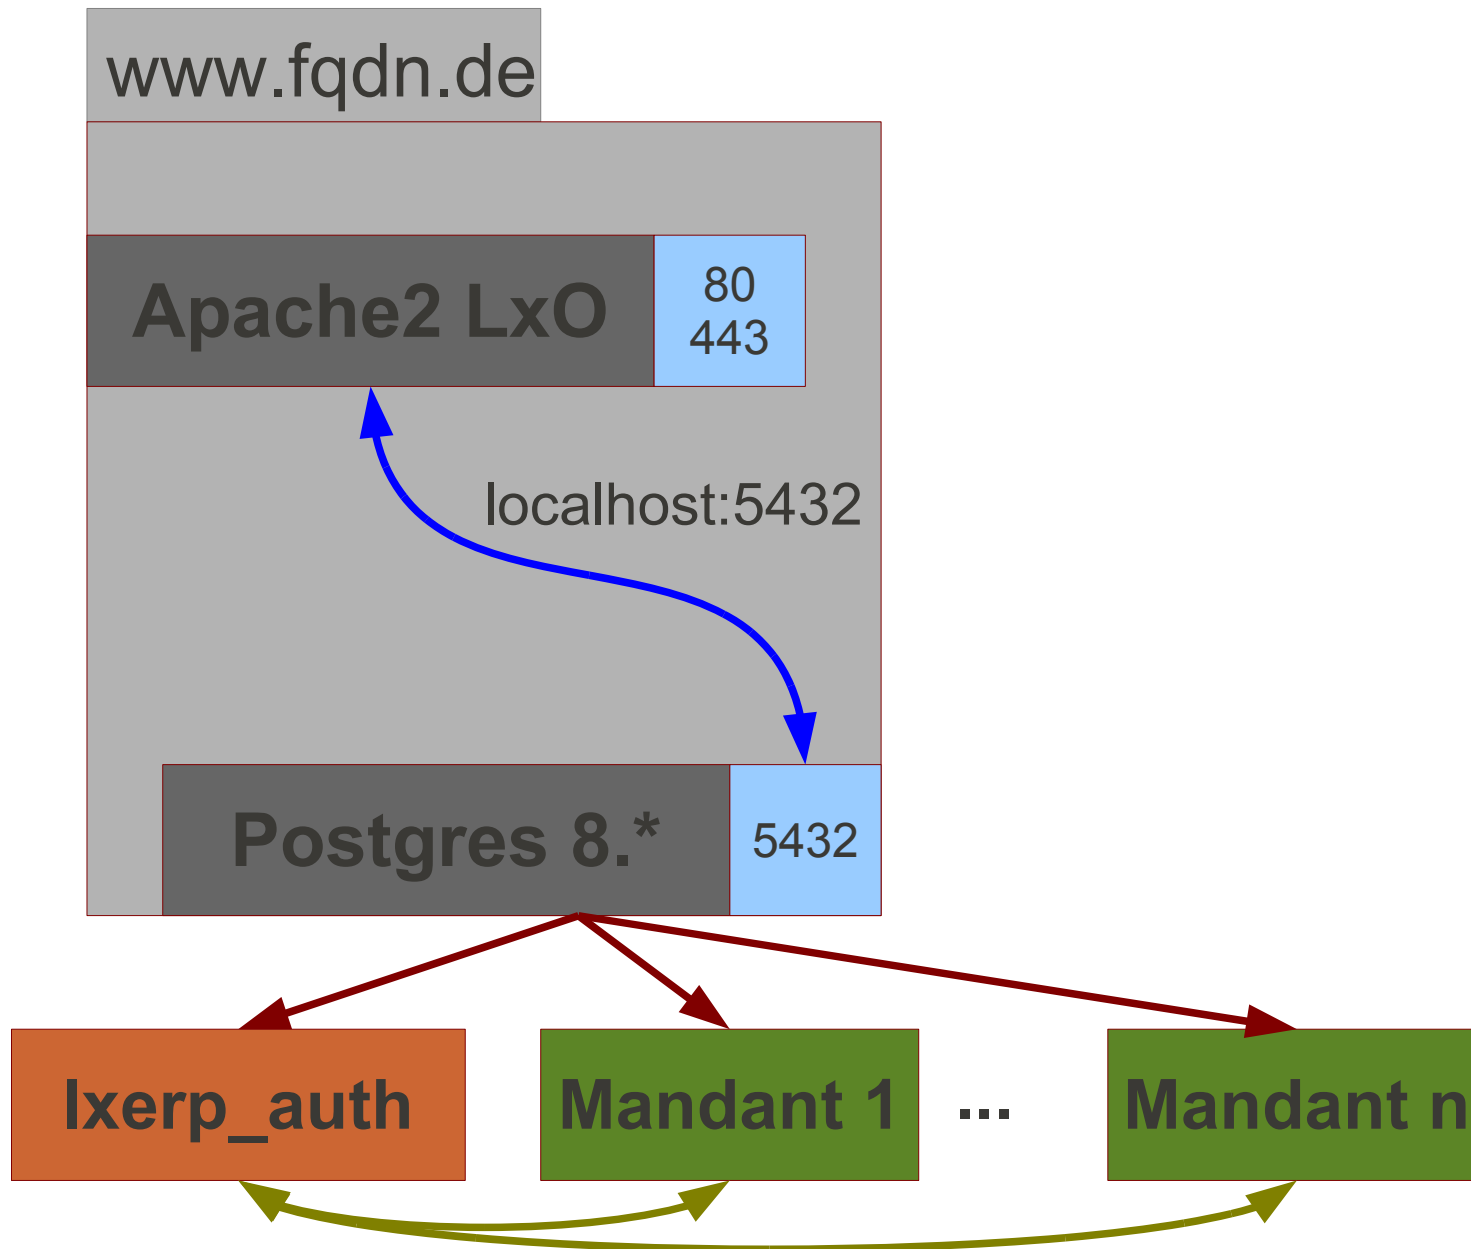 www.fqdn.de
Apache2 LxO
80
443
localhost:5432
Postgres 8.*
5432
lxerp_auth
Mandant 1
...
Mandant n